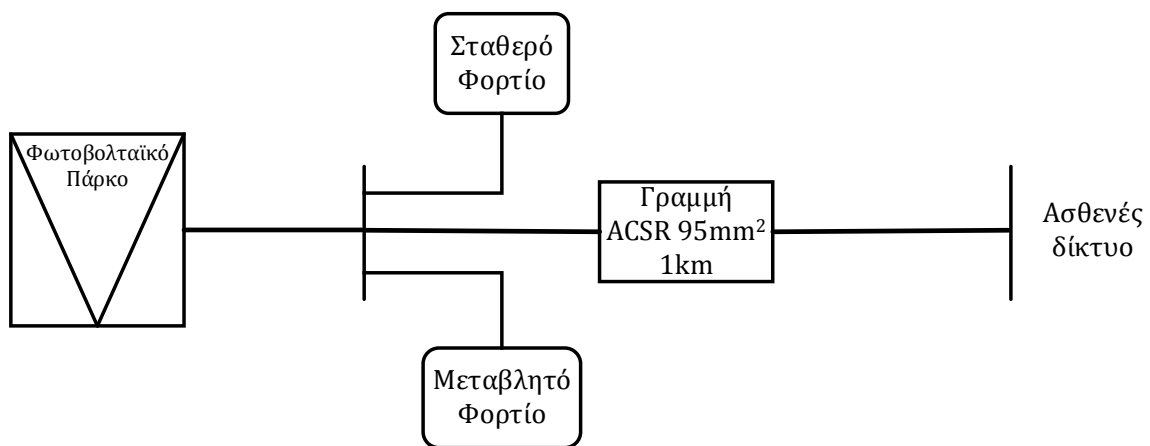 Σταθερό
Φορτίο
Φωτοβολταϊκό
Πάρκο
Γραμμή
ACSR 95mm²
1km
Ασθενές
δίκτυο
Μεταβλητό
Φορτίο